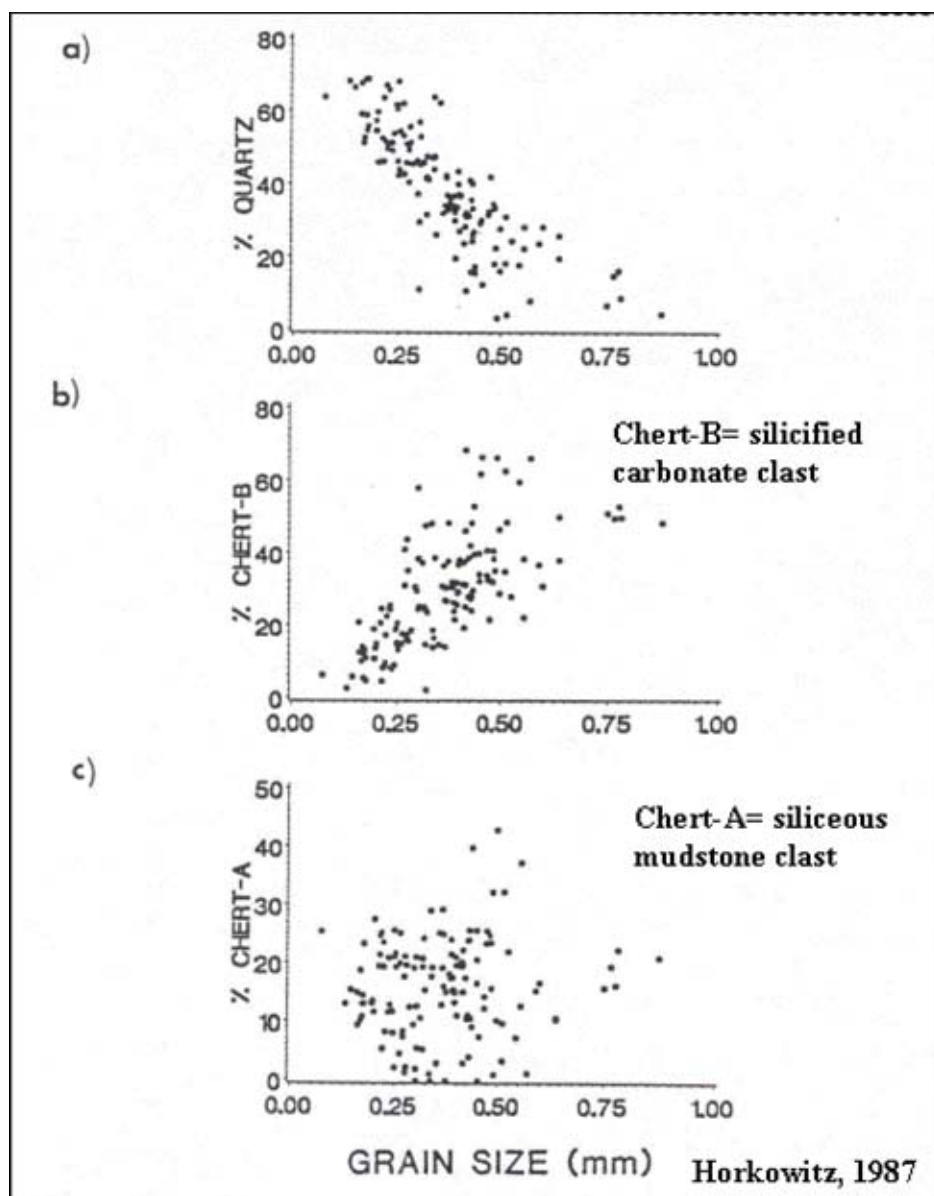 a)
80
60
40
20
0
% QUARTZ
0.00 0.25 0.50 0.75 1.00
b)
80
60
40
20
0
% CHERT-B
Chert-B= silicified
carbonate clast
0.00 0.25 0.50 0.75 1.00
c)
50
40
30
20
10
0
% CHERT-A
Chert-A= siliceous
mudstone clast
0.00 0.25 0.50 0.75 1.00
GRAIN SIZE (mm)
Horkowitz, 1987